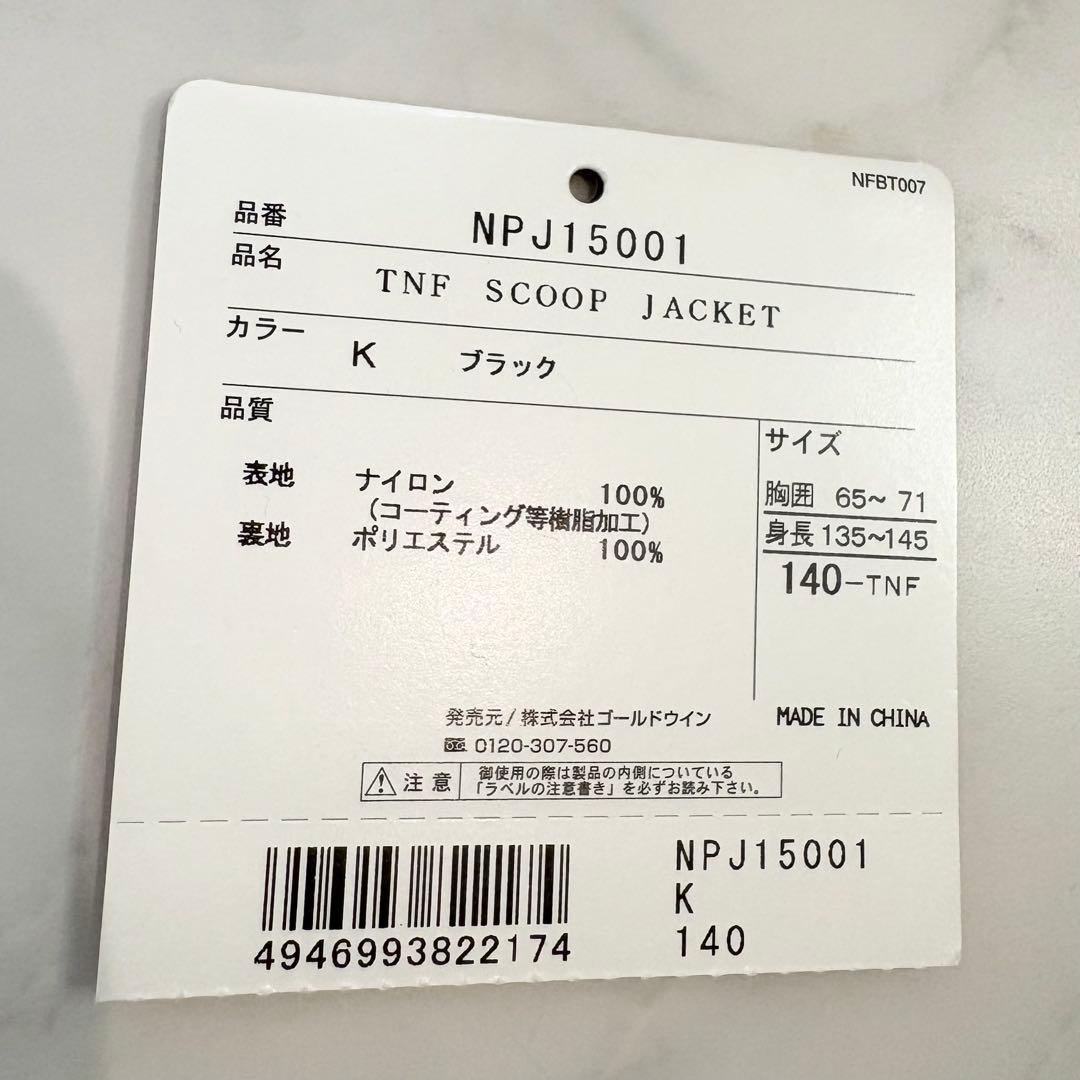 NFBT007
品番 NPJ15001
品名 TNF SCOOP JACKET
カラー K ブラック
品質
表地 ナイロン 100%
(コーティング等樹脂加工)
裏地 ポリエステル 100%
サイズ
胸囲 65~71
身長 135~145
140-TNF
発売元/株式会社ゴールドウイン
0120-307-560
MADE IN CHINA
注意 御使用の際は製品の内側についている
「ラベルの注意書き」を必ずお読み下さい。
NPJ15001
K
140
4946993822174